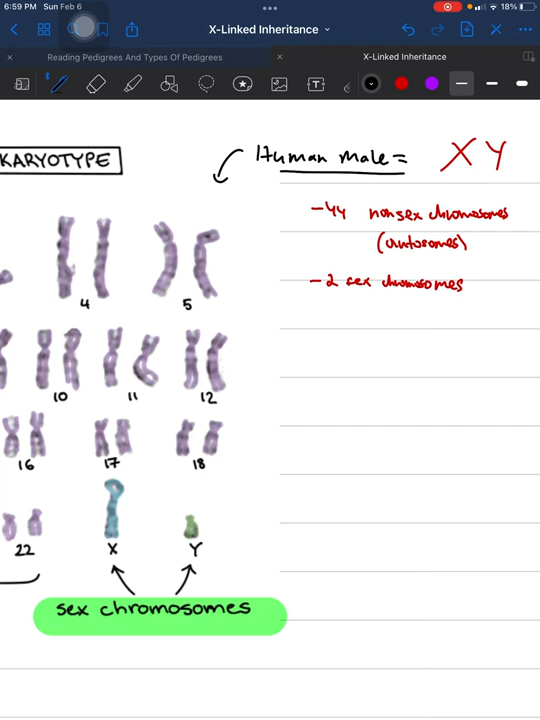 6:59 PM Sun Feb 6
18%
X-Linked Inheritance
Reading Pedigrees And Types Of Pedigrees
X-Linked Inheritance
KARYOTYPE
Human male = XY
-44 nonsex chromosomes
(autosomes)
-2 sex chromosomes
4 5
10 11 12
16 17 18
22 X Y
sex chromosomes